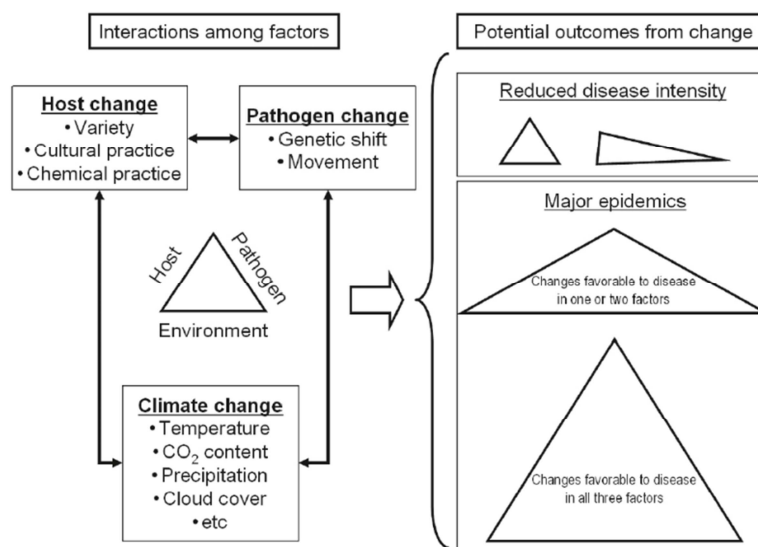 Interactions among factors
Host change
• Variety
• Cultural practice
• Chemical practice
Pathogen change
• Genetic shift
• Movement
Host
Pathogen
Environment
Climate change
• Temperature
• CO₂ content
• Precipitation
• Cloud cover
• etc
Potential outcomes from change
Reduced disease intensity
Major epidemics
Changes favorable to disease
in one or two factors
Changes favorable to disease
in all three factors